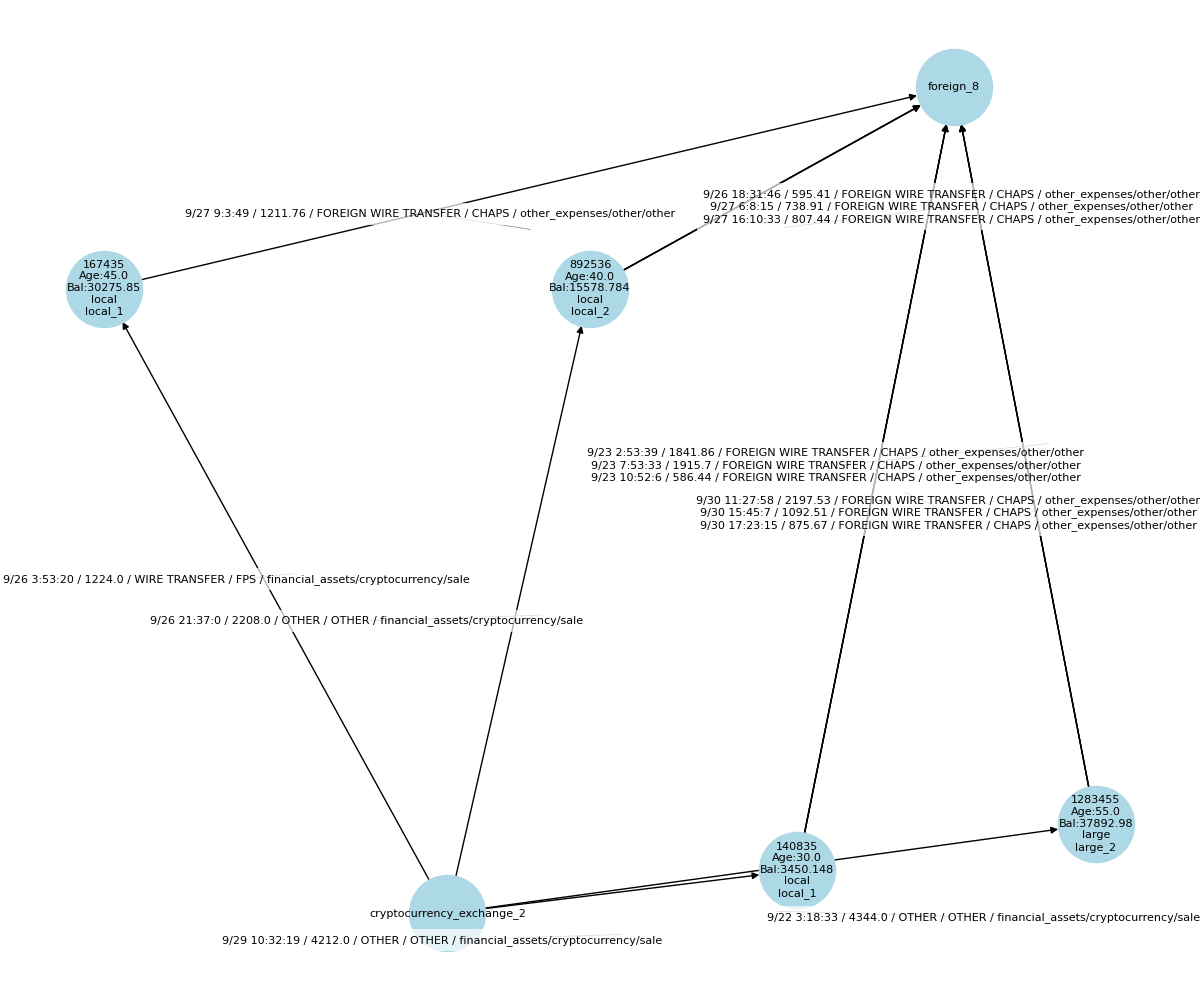 foreign_8
9/26 18:31:46 / 595.41 / FOREIGN WIRE TRANSFER / CHAPS / other_expenses/other/other
9/27 6:8:15 / 738.91 / FOREIGN WIRE TRANSFER / CHAPS / other_expenses/other/other
9/27 16:10:33 / 807.44 / FOREIGN WIRE TRANSFER / CHAPS / other_expenses/other/other
9/27 9:3:49 / 1211.76 / FOREIGN WIRE TRANSFER / CHAPS / other_expenses/other/other
167435
Age:45.0
Bal:30275.85
local
local_1
892536
Age:40.0
Bal:15578.784
local
local_2
9/23 2:53:39 / 1841.86 / FOREIGN WIRE TRANSFER / CHAPS / other_expenses/other/other
9/23 7:53:33 / 1915.7 / FOREIGN WIRE TRANSFER / CHAPS / other_expenses/other/other
9/23 10:52:6 / 586.44 / FOREIGN WIRE TRANSFER / CHAPS / other_expenses/other/other
9/30 11:27:58 / 2197.53 / FOREIGN WIRE TRANSFER / CHAPS / other_expenses/other/other
9/30 15:45:7 / 1092.51 / FOREIGN WIRE TRANSFER / CHAPS / other_expenses/other/other
9/30 17:23:15 / 875.67 / FOREIGN WIRE TRANSFER / CHAPS / other_expenses/other/other
9/26 3:53:20 / 1224.0 / WIRE TRANSFER / FPS / financial_assets/cryptocurrency/sale
9/26 21:37:0 / 2208.0 / OTHER / OTHER / financial_assets/cryptocurrency/sale
1283455
Age:55.0
Bal:37892.98
large
large_2
140835
Age:30.0
Bal:3450.148
local
local_1
cryptocurrency_exchange_2
9/22 3:18:33 / 4344.0 / OTHER / OTHER / financial_assets/cryptocurrency/sale
9/29 10:32:19 / 4212.0 / OTHER / OTHER / financial_assets/cryptocurrency/sale